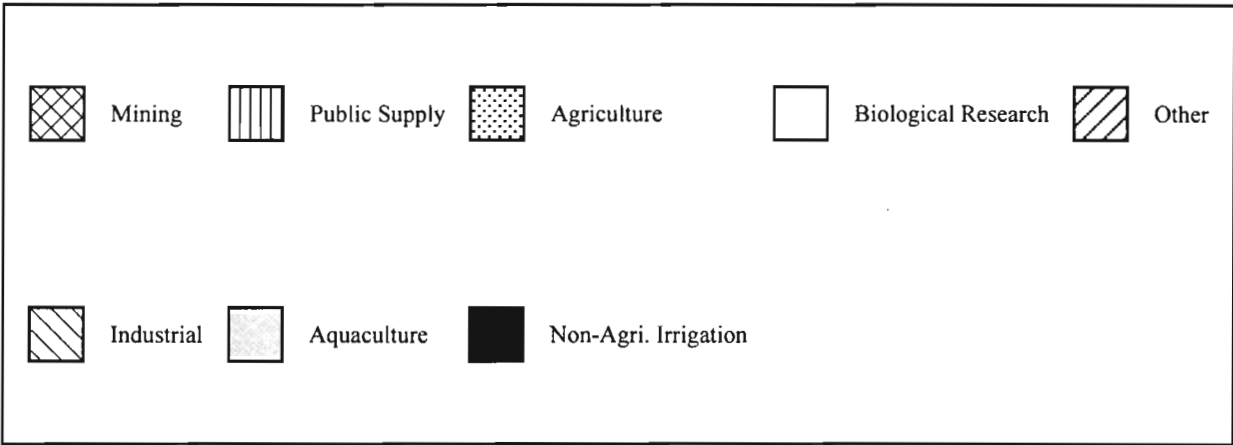 Mining Public Supply Agriculture Biological Research Other
Industrial Aquaculture Non-Agri. Irrigation